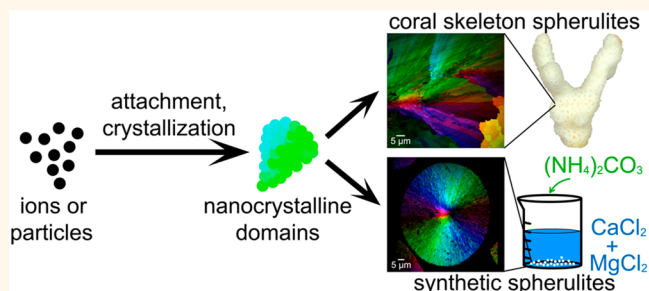 coral skeleton spherulites
attachment,
crystallization
5 μm
ions or
particles
nanocrystalline
domains
(NH₄)₂CO₃
CaCl₂
+
MgCl₂
5 μm
synthetic spherulites